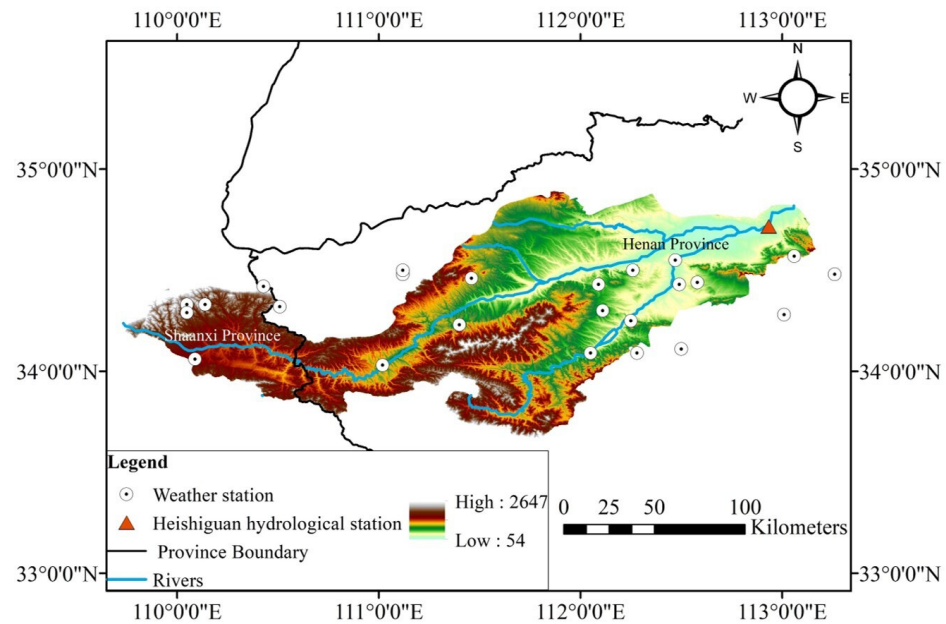 110°0'0"E 111°0'0"E 112°0'0"E 113°0'0"E
N
W E
S
35°0'0"N 35°0'0"N
Henan Province
Shaanxi Province
34°0'0"N 34°0'0"N
Legend
Weather station
Heishiguan hydrological station
Province Boundary
Rivers
High : 2647
Low : 54
0 25 50 100
Kilometers
33°0'0"N 33°0'0"N
110°0'0"E 111°0'0"E 112°0'0"E 113°0'0"E